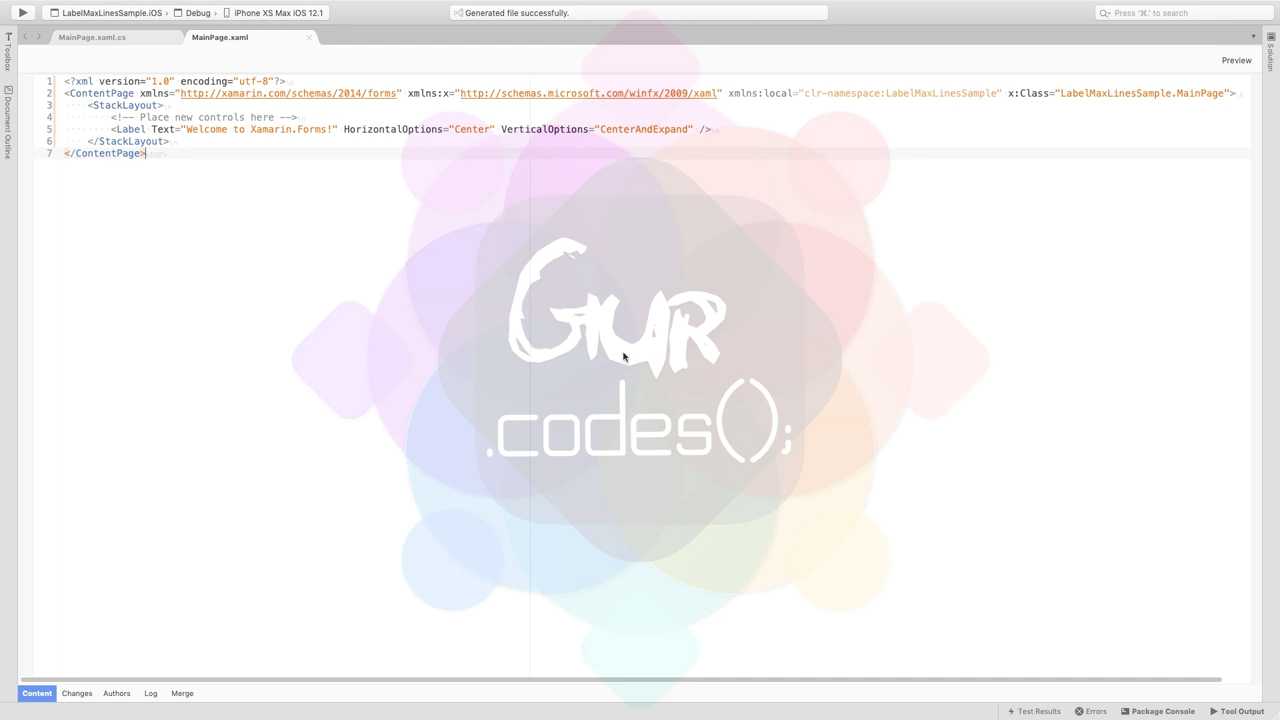 LabelMaxLinesSample.iOS › Debug › iPhone XS Max iOS 12.1
Generated file successfully.
Press '⌘.' to search
MainPage.xaml.cs
MainPage.xaml
Toolbox
Document Outline
Solution
Preview
1 <?xml version="1.0" encoding="utf-8"?>
2 <ContentPage xmlns="http://xamarin.com/schemas/2014/forms" xmlns:x="http://schemas.microsoft.com/winfx/2009/xaml" xmlns:local="clr-namespace:LabelMaxLinesSample" x:Class="LabelMaxLinesSample.MainPage">
3 <StackLayout>
4 <!-- Place new controls here -->
5 <Label Text="Welcome to Xamarin.Forms!" HorizontalOptions="Center" VerticalOptions="CenterAndExpand" />
6 </StackLayout>
7 </ContentPage>
GUR
.codes();
Content Changes Authors Log Merge
Test Results Errors Package Console Tool Output